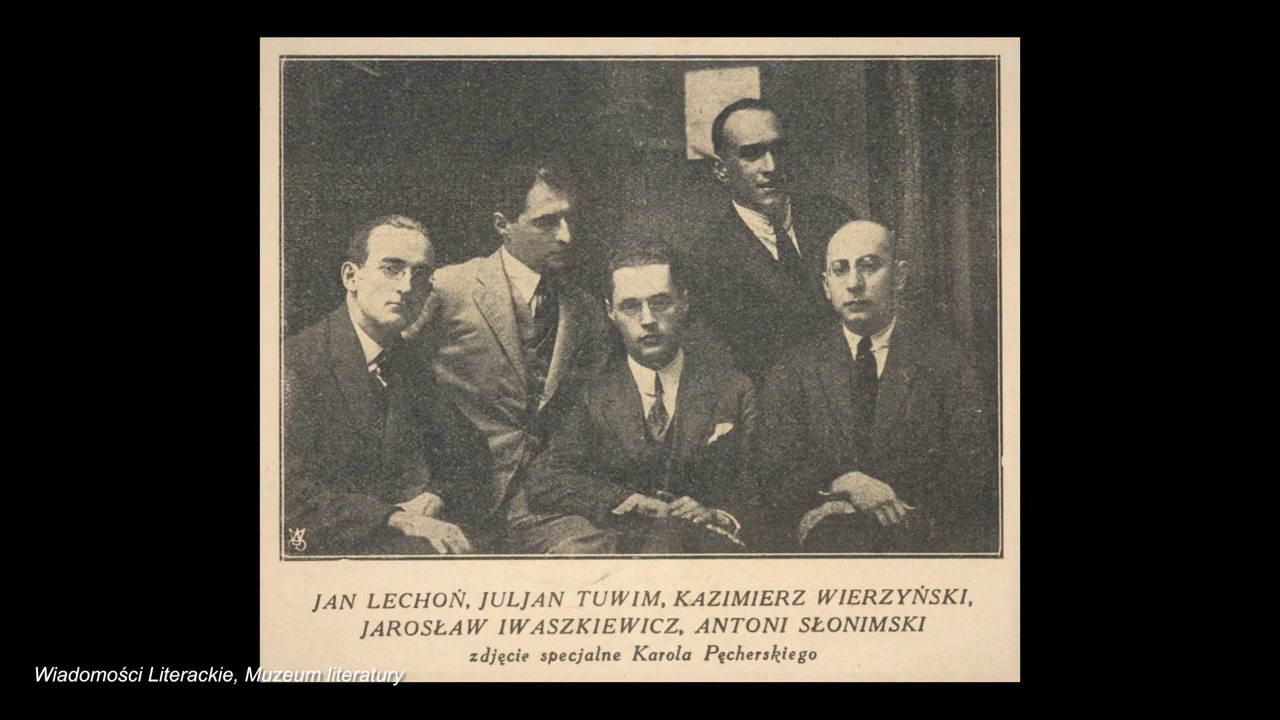 JAN LECHOŃ, JULJAN TUWIM, KAZIMIERZ WIERZYŃSKI,
JAROSŁAW IWASZKIEWICZ, ANTONI SŁONIMSKI
zdjęcie specjalne Karola Pęcherskiego
Wiadomości Literackie, Muzeum literatury